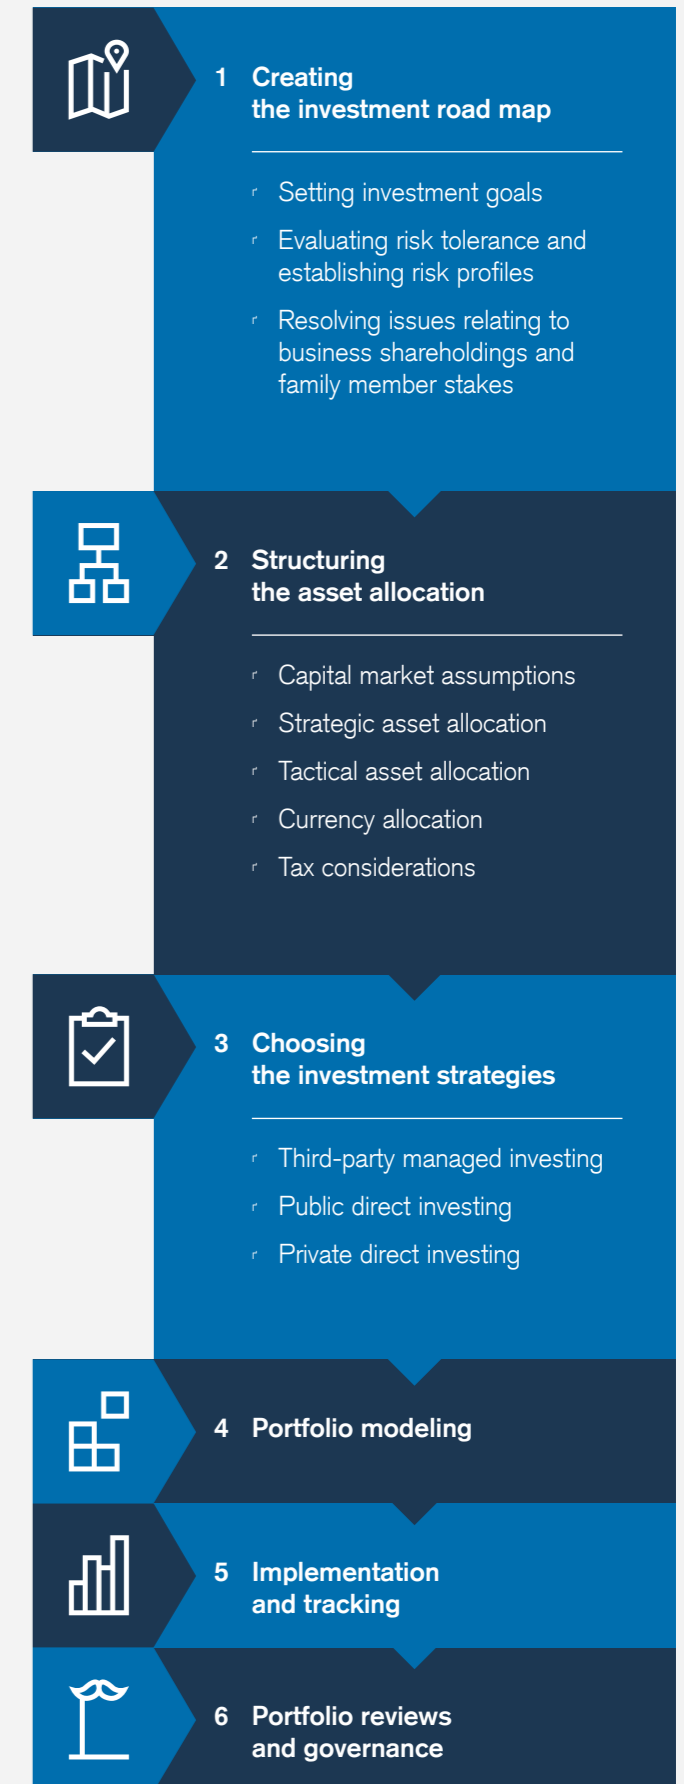 1 Creating
the investment road map
r Setting investment goals
r Evaluating risk tolerance and
establishing risk profiles
r Resolving issues relating to
business shareholdings and
family member stakes
2 Structuring
the asset allocation
r Capital market assumptions
r Strategic asset allocation
r Tactical asset allocation
r Currency allocation
r Tax considerations
3 Choosing
the investment strategies
r Third-party managed investing
r Public direct investing
r Private direct investing
4 Portfolio modeling
5 Implementation
and tracking
6 Portfolio reviews
and governance